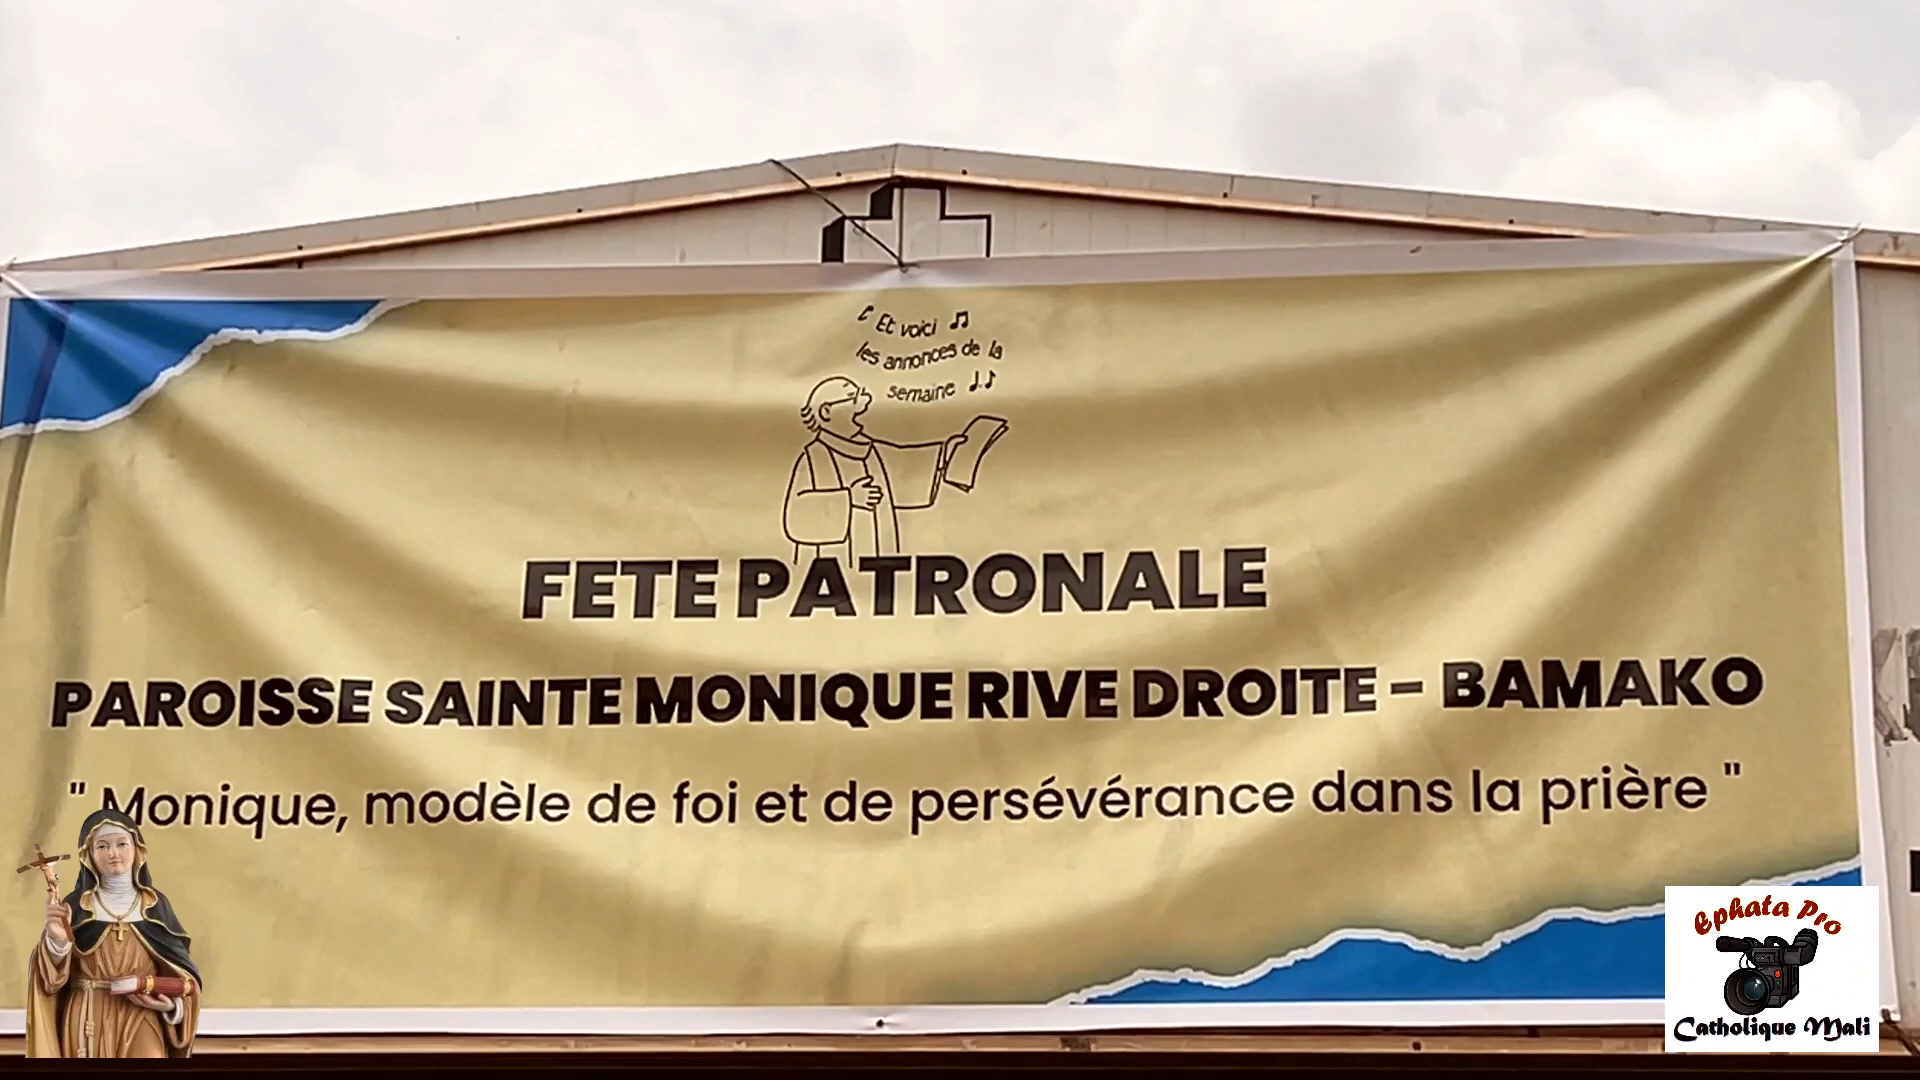 Et voici
les annonces de la
semaine
FETE PATRONALE
PAROISSE SAINTE MONIQUE RIVE DROITE - BAMAKO
" Monique, modèle de foi et de persévérance dans la prière "
Ephata Pro
Catholique Mali